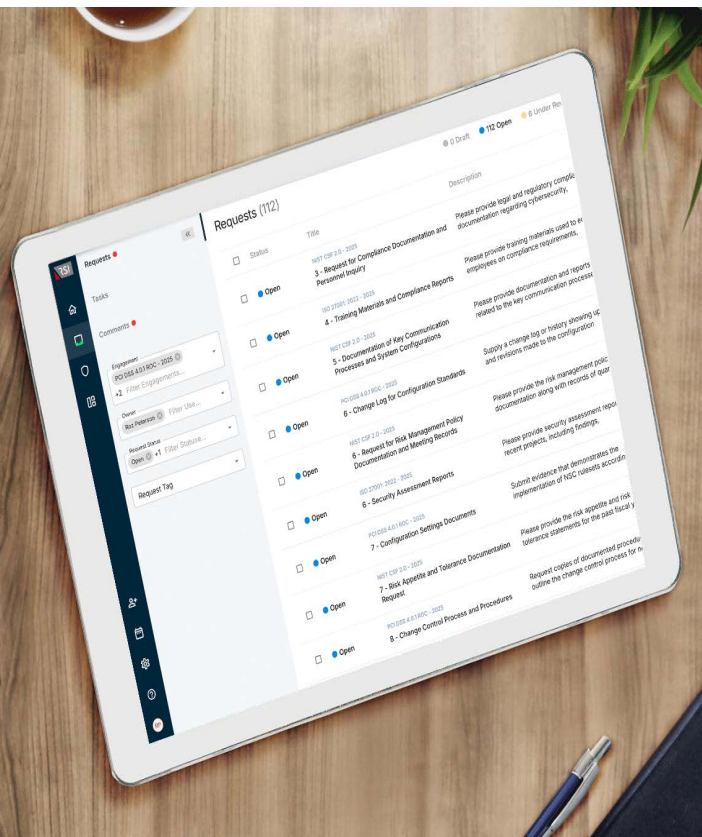 RSI
Requests
Tasks
Comments
Engagement
PCI DSS 4.0.1 ROC - 2025
+2 Filter Engagements...
Owner
Roz Peterson Filter Use...
Request Status
Open +1 Filter Statuse...
Request Tag
Requests (112)
0 Draft 112 Open 6 Under Rev
Status Title Description
Open
NIST CSF 2.0 - 2025
3 - Request for Compliance Documentation and
Personnel Inquiry
Please provide legal and regulatory complia
documentation regarding cybersecurity,
Open
ISO 27001: 2022 - 2025
4 - Training Materials and Compliance Reports
Please provide training materials used to e
employees on compliance requirements,
Open
NIST CSF 2.0 - 2025
5 - Documentation of Key Communication
Processes and System Configurations
Please provide documentation and reports
related to the key communication processe
Open
PCI DSS 4.0.1 ROC - 2025
6 - Change Log for Configuration Standards
Supply a change log or history showing up
and revisions made to the configuration
Open
NIST CSF 2.0 - 2025
6 - Request for Risk Management Policy
Documentation and Meeting Records
Please provide the risk management polic
documentation along with records of quar
Open
ISO 27001: 2022 - 2025
6 - Security Assessment Reports
Please provide security assessment repor
recent projects, including findings,
Open
PCI DSS 4.0.1 ROC - 2025
7 - Configuration Settings Documents
Submit evidence that demonstrates the
implementation of NSC rulesets accordin
Open
NIST CSF 2.0 - 2025
7 - Risk Appetite and Tolerance Documentation
Request
Please provide the risk appetite and risk
tolerance statements for the past fiscal y
Open
PCI DSS 4.0.1 ROC - 2025
8 - Change Control Process and Procedures
Request copies of documented procedu
outline the change control process for n